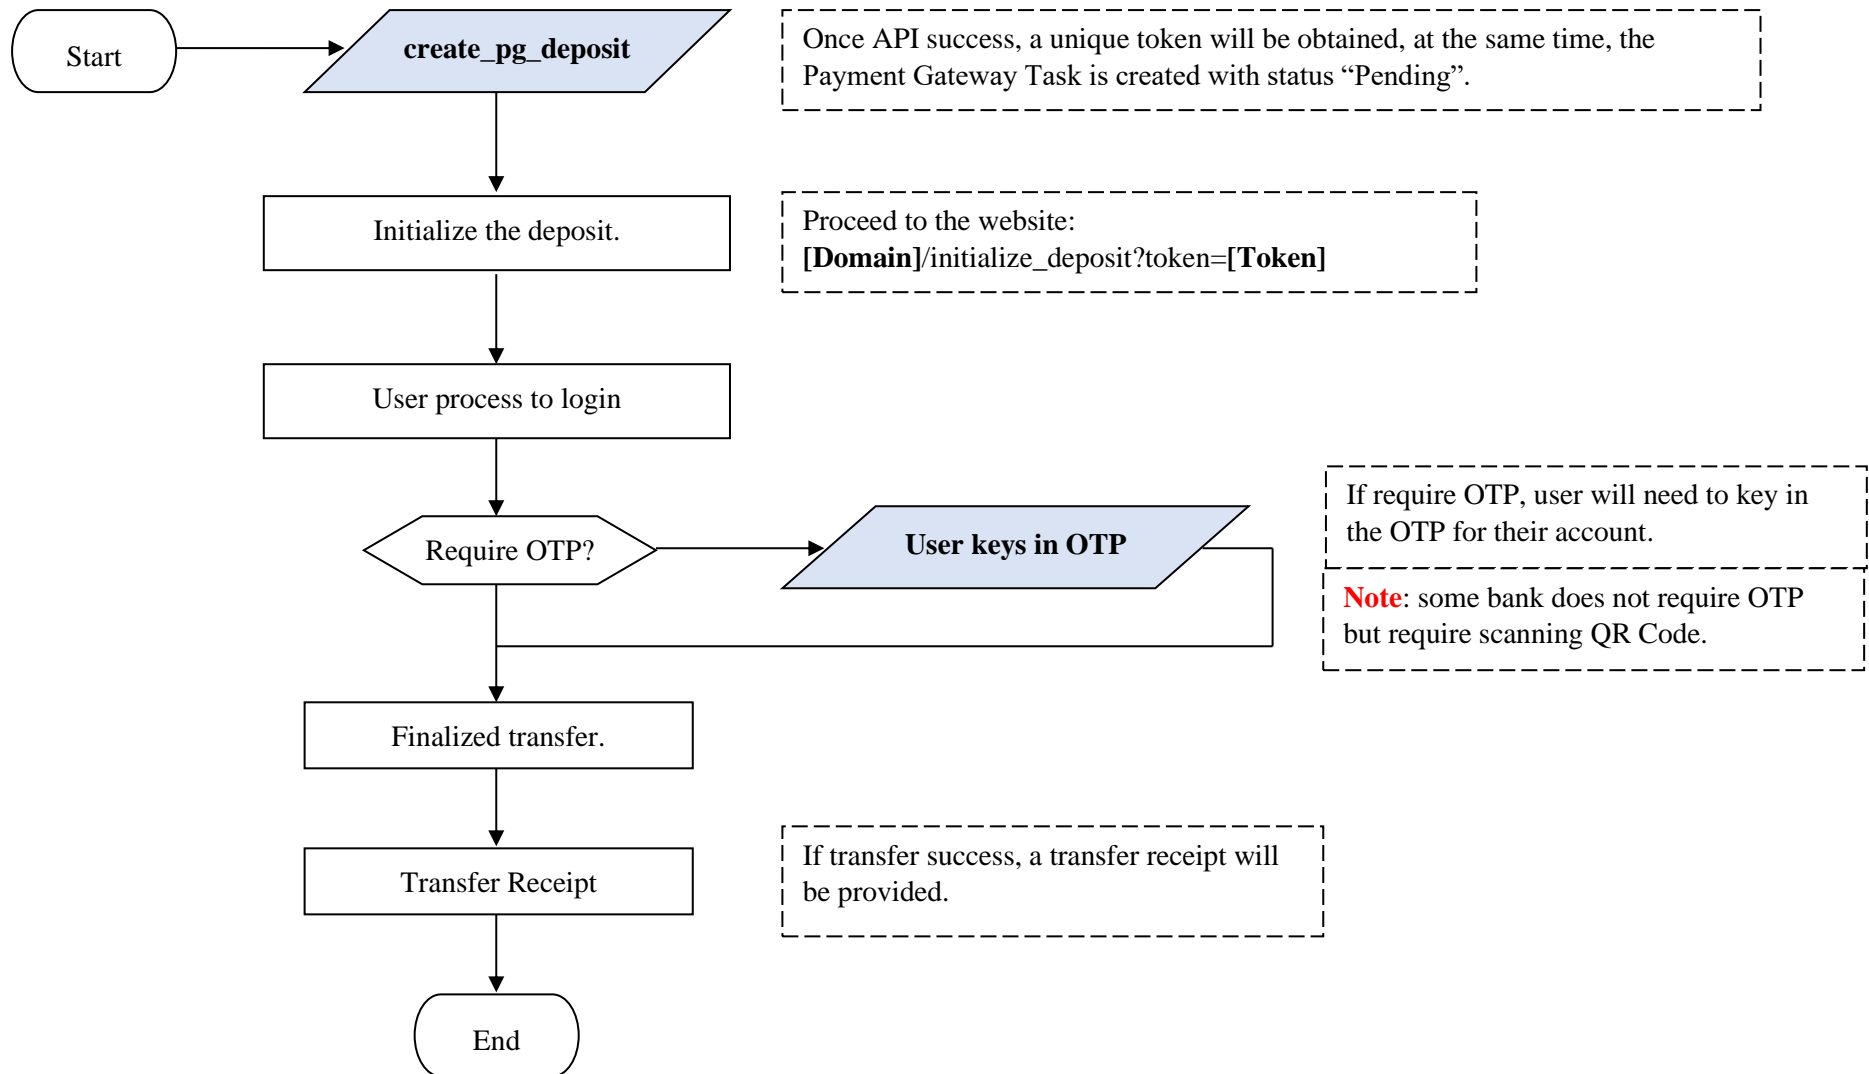 Start
create_pg_deposit
Once API success, a unique token will be obtained, at the same time, the
Payment Gateway Task is created with status “Pending”.
Initialize the deposit.
Proceed to the website:
[Domain]/initialize_deposit?token=[Token]
User process to login
Require OTP?
User keys in OTP
If require OTP, user will need to key in
the OTP for their account.
Note: some bank does not require OTP
but require scanning QR Code.
Finalized transfer.
Transfer Receipt
If transfer success, a transfer receipt will
be provided.
End